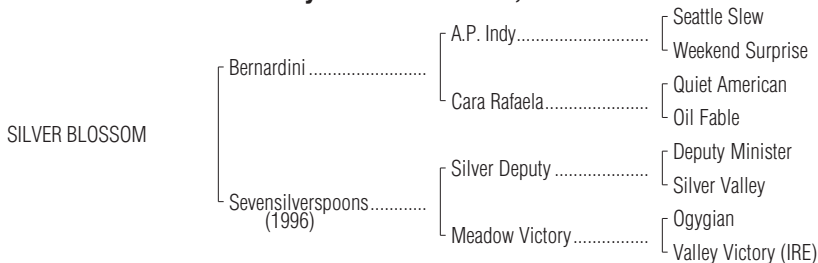 Seattle Slew
A.P. Indy..............................
Weekend Surprise
Bernardini ..........................
Quiet American
Cara Rafaela.......................
Oil Fable
SILVER BLOSSOM
Deputy Minister
Silver Deputy .....................
Silver Valley
Sevensilverspoons............
(1996)
Ogygian
Meadow Victory.................
Valley Victory (IRE)